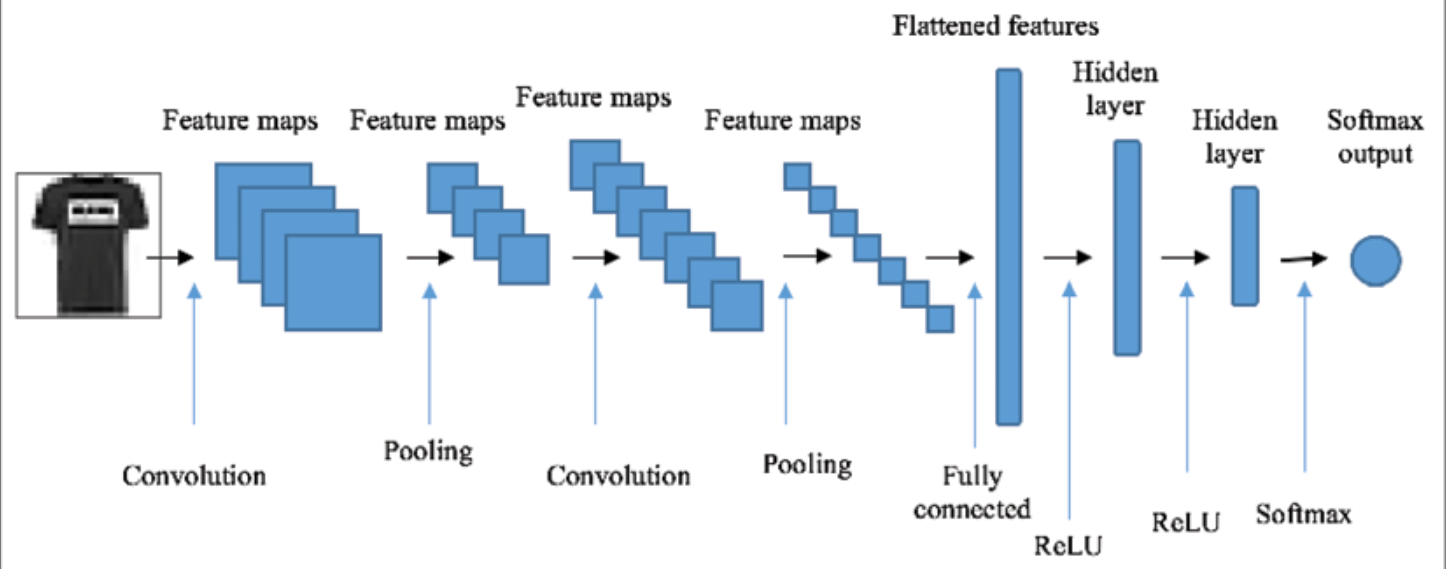 Flattened features
Hidden
layer
Feature maps
Feature maps
Feature maps
Feature maps
Hidden
layer
Softmax
output
Convolution
Pooling
Convolution
Pooling
Fully
connected
ReLU
ReLU
Softmax